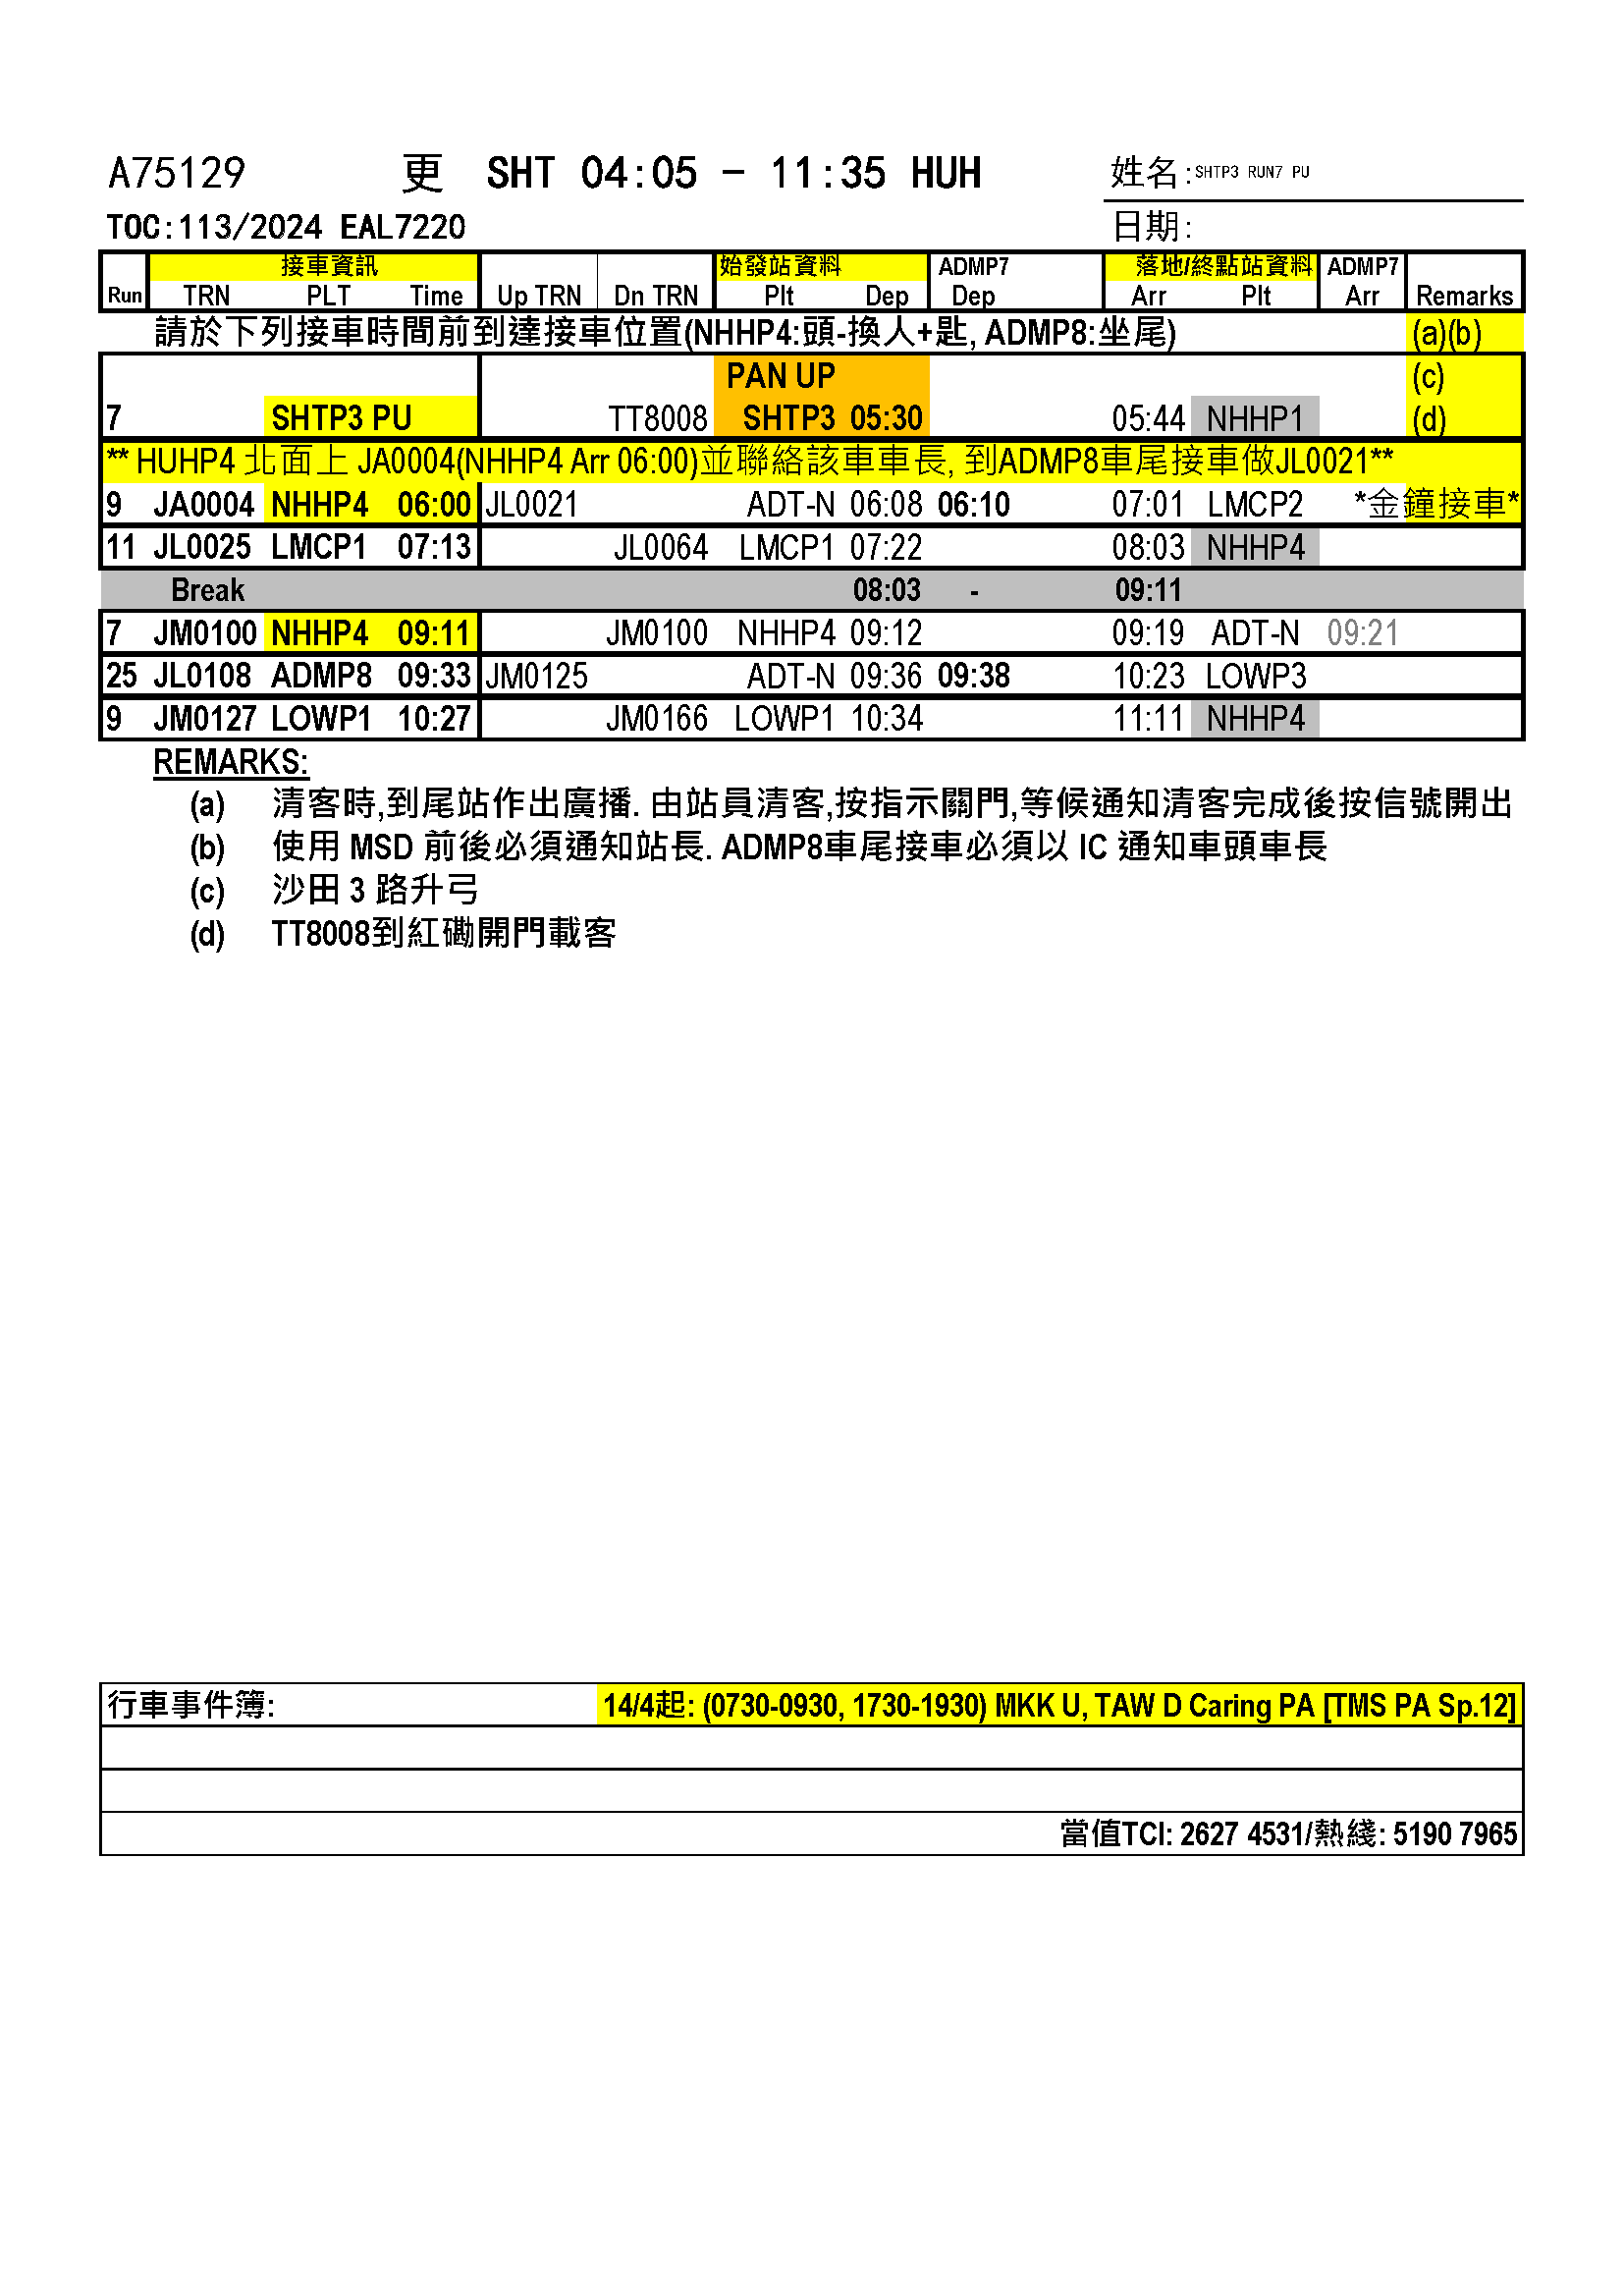 A75129 更 SHT 04:05 - 11:35 HUH 姓名:SHTP3 RUN7 PU
TOC:113/2024 EAL7220 日期:
接車資訊 始發站資料 ADMP7 落地/終點站資料 ADMP7
Run TRN PLT Time Up TRN Dn TRN Plt Dep Dep Arr Plt Arr Remarks
請於下列接車時間前到達接車位置(NHHP4:頭-換人+匙, ADMP8:坐尾) (a)(b)
PAN UP (c)
7 SHTP3 PU TT8008 SHTP3 05:30 05:44 NHHP1 (d)
** HUHP4 北面上 JA0004(NHHP4 Arr 06:00)並聯絡該車車長, 到ADMP8車尾接車做JL0021**
9 JA0004 NHHP4 06:00 JL0021 ADT-N 06:08 06:10 07:01 LMCP2 *金鐘接車*
11 JL0025 LMCP1 07:13 JL0064 LMCP1 07:22 08:03 NHHP4
Break 08:03 - 09:11
7 JM0100 NHHP4 09:11 JM0100 NHHP4 09:12 09:19 ADT-N 09:21
25 JL0108 ADMP8 09:33 JM0125 ADT-N 09:36 09:38 10:23 LOWP3
9 JM0127 LOWP1 10:27 JM0166 LOWP1 10:34 11:11 NHHP4
REMARKS:
(a) 清客時,到尾站作出廣播. 由站員清客,按指示關門,等候通知清客完成後按信號開出
(b) 使用 MSD 前後必須通知站長. ADMP8車尾接車必須以 IC 通知車頭車長
(c) 沙田 3 路升弓
(d) TT8008到紅磡開門載客
行車事件簿: 14/4起: (0730-0930, 1730-1930) MKK U, TAW D Caring PA [TMS PA Sp.12]
當值TCI: 2627 4531/熱綫: 5190 7965